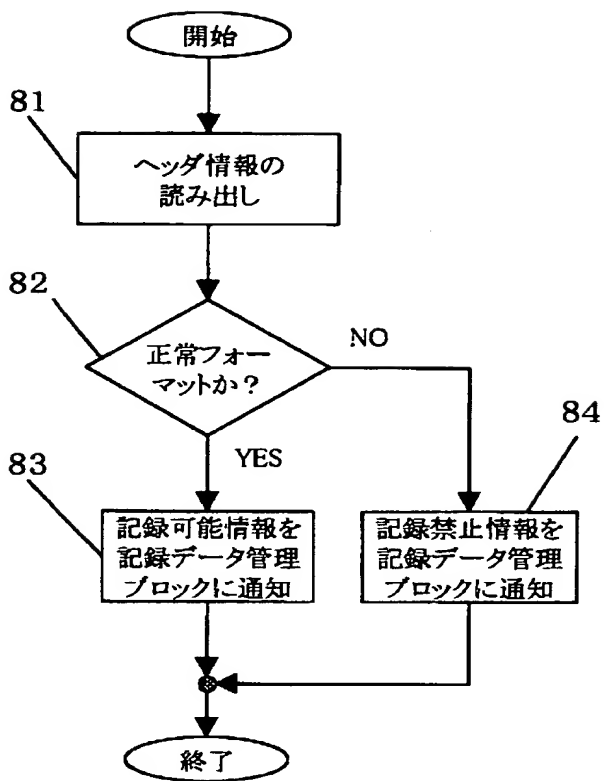 開始
81
ヘッダ情報の
読み出し
82
正常フォー
マットか?
NO
YES
83
記録可能情報を
記録データ管理
ブロックに通知
84
記録禁止情報を
記録データ管理
ブロックに通知
終了